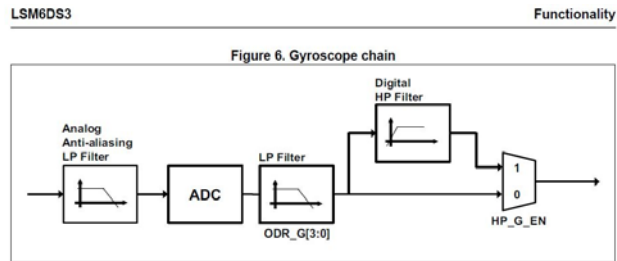 LSM6DS3
Functionality
Figure 6. Gyroscope chain
Digital
HP Filter
Analog
Anti-aliasing
LP Filter
ADC
LP Filter
ODR_G[3:0]
1
0
HP_G_EN